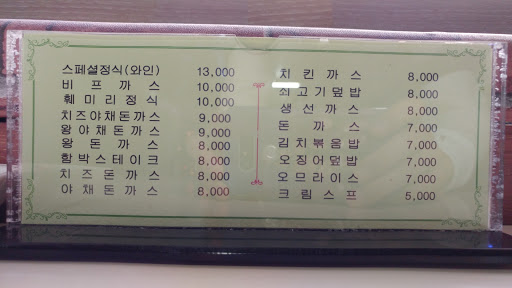 스페셜정식(와인) 13,000
비프까스 10,000
훼미리정식 10,000
치즈야채돈까스 9,000
왕야채돈까스 9,000
왕돈까스 8,000
함박스테이크 8,000
치즈돈까스 8,000
야채돈까스 8,000
치킨까스 8,000
쇠고기덮밥 8,000
생선까스 8,000
돈까스 7,000
김치볶음밥 7,000
오징어덮밥 7,000
오므라이스 7,000
크림스프 5,000